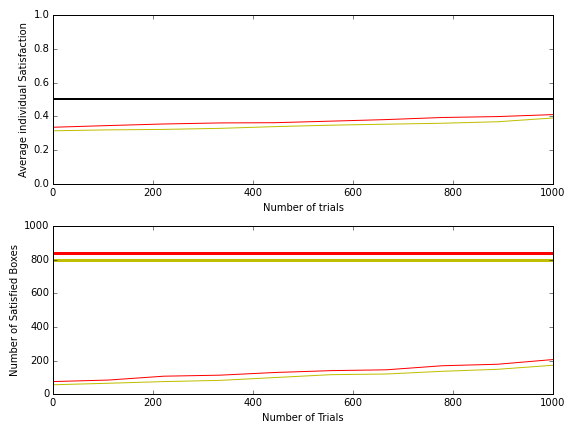 1.0
0.8
0.6
0.4
0.2
0.0
Average individual Satisfaction
0 200 400 600 800 1000
Number of trials
1000
800
600
400
200
0
Number of Satisfied Boxes
0 200 400 600 800 1000
Number of Trials